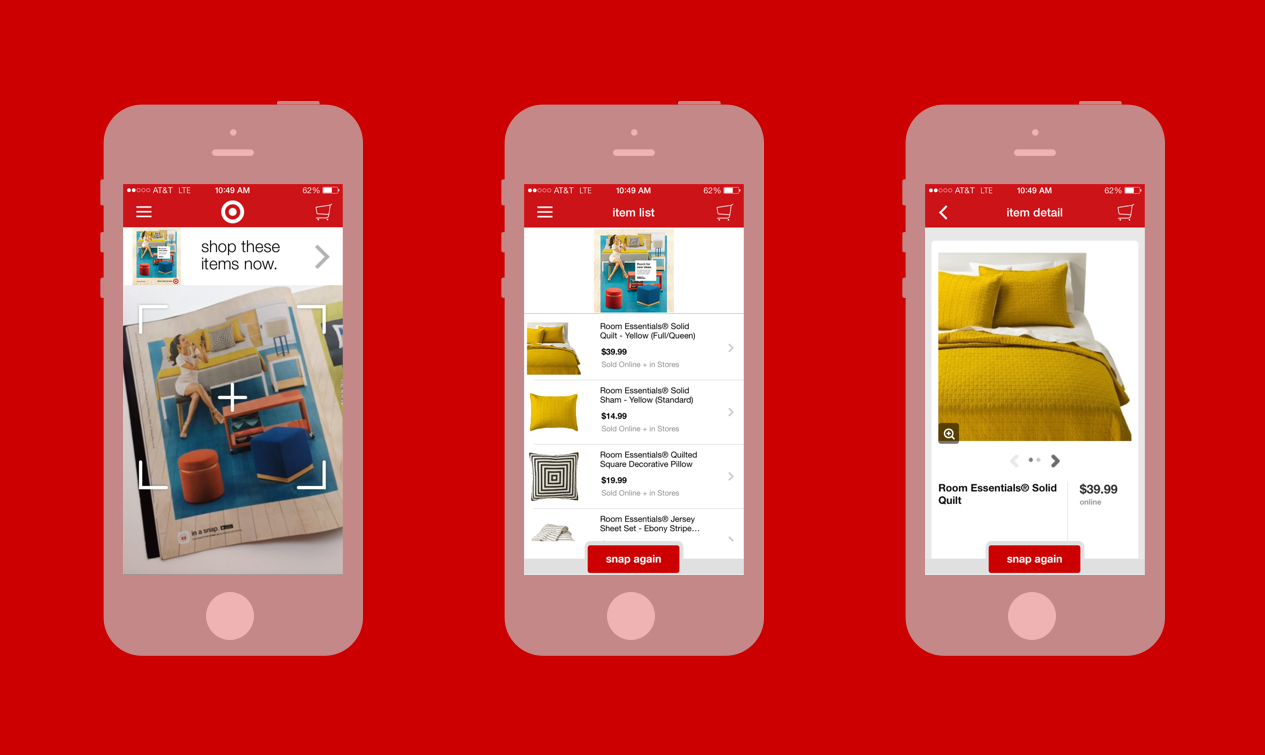 AT&T LTE 10:49 AM 62%
shop these
items now.
in a snap.
AT&T LTE 10:49 AM 62%
item list
Room Essentials® Solid
Quilt - Yellow (Full/Queen)
$39.99
Sold Online + in Stores
Room Essentials® Solid
Sham - Yellow (Standard)
$14.99
Sold Online + in Stores
Room Essentials® Quilted
Square Decorative Pillow
$19.99
Sold Online + in Stores
Room Essentials® Jersey
Sheet Set - Ebony Stripe...
snap again
AT&T LTE 10:49 AM 62%
item detail
Room Essentials® Solid
Quilt
$39.99
online
snap again